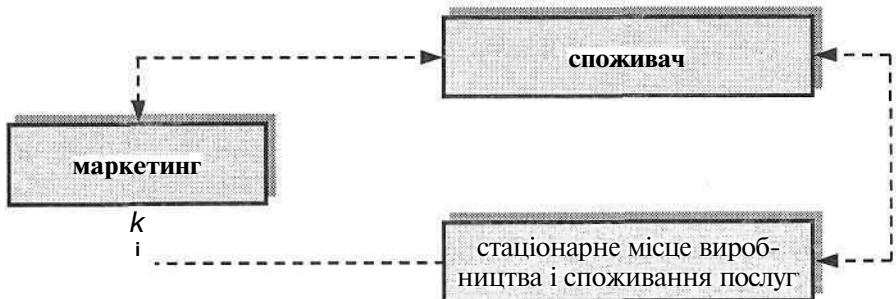 споживач
маркетинг
k
i
стаціонарне місце вироб-
ництва і споживання послуг